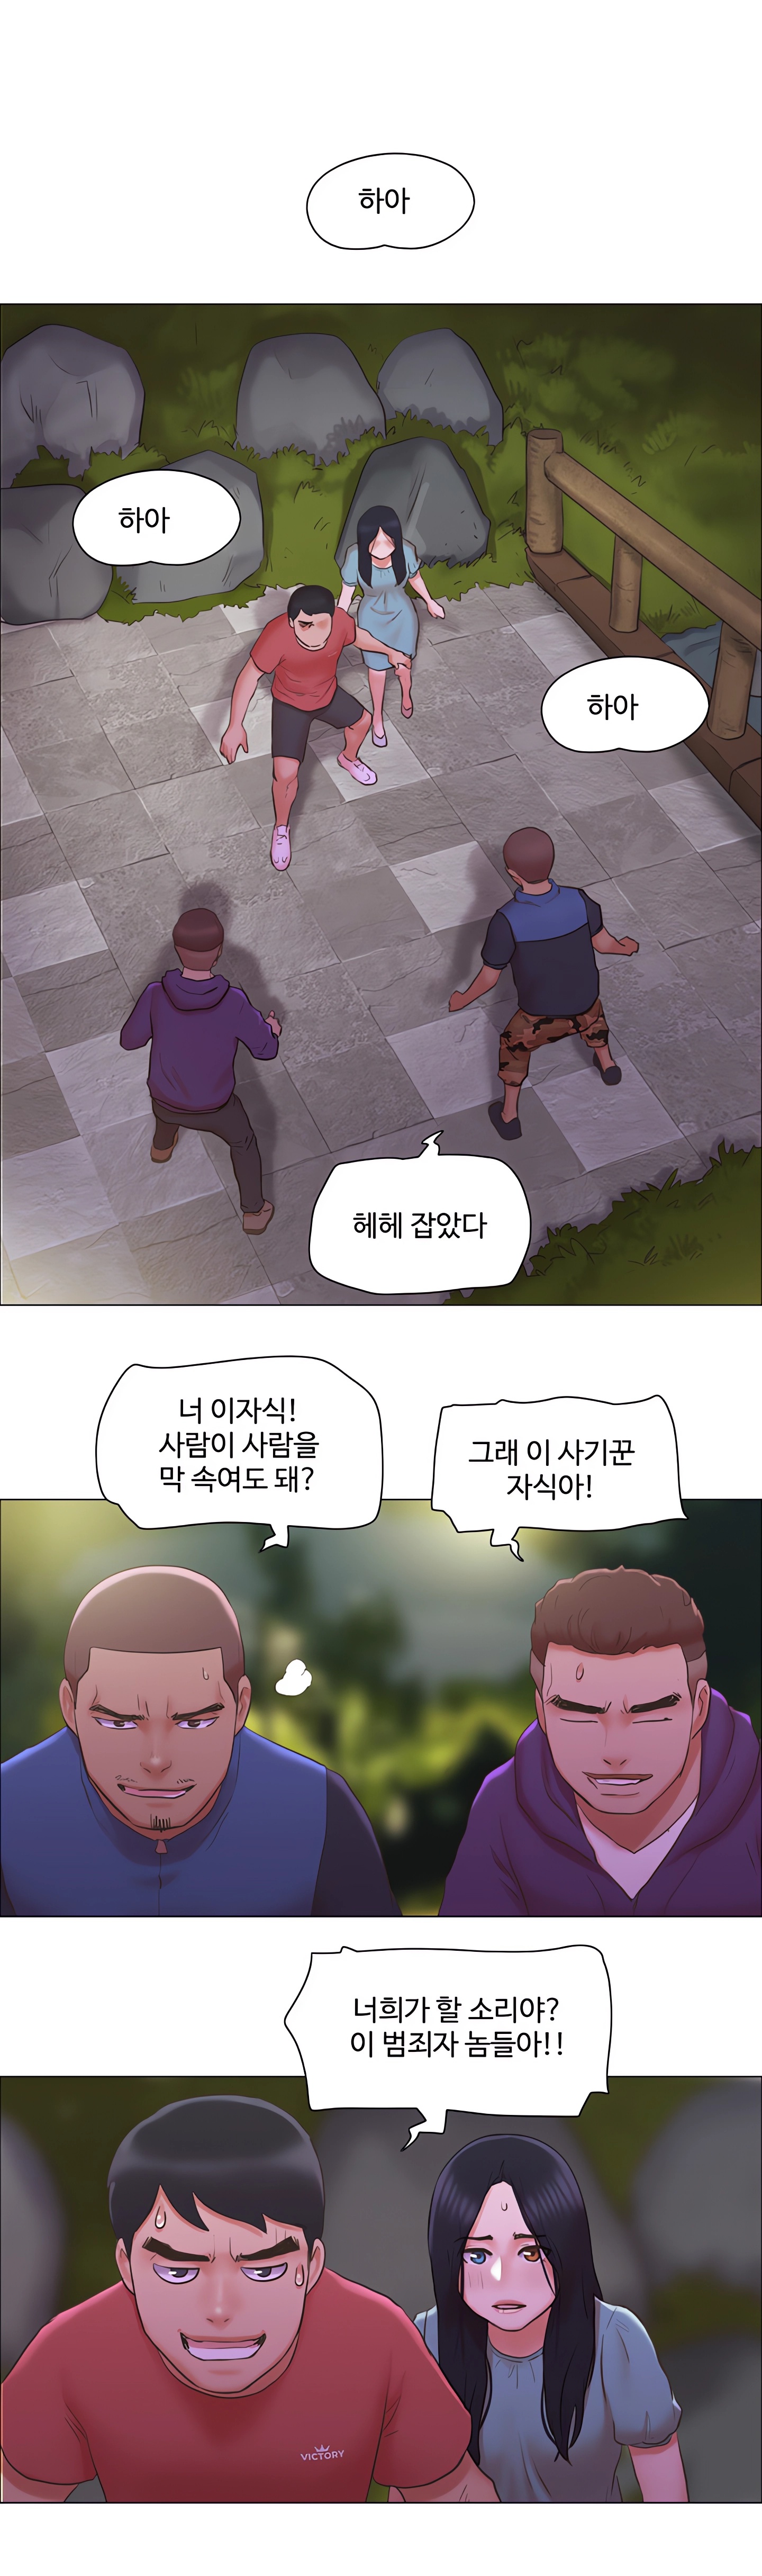 하아
하아
하아
헤헤 잡았다
너 이자식!
사람이 사람을
막 속여도 돼?
그래 이 사기꾼
자식아!
너희가 할 소리야?
이 범죄자 놈들아!!
VICTORY